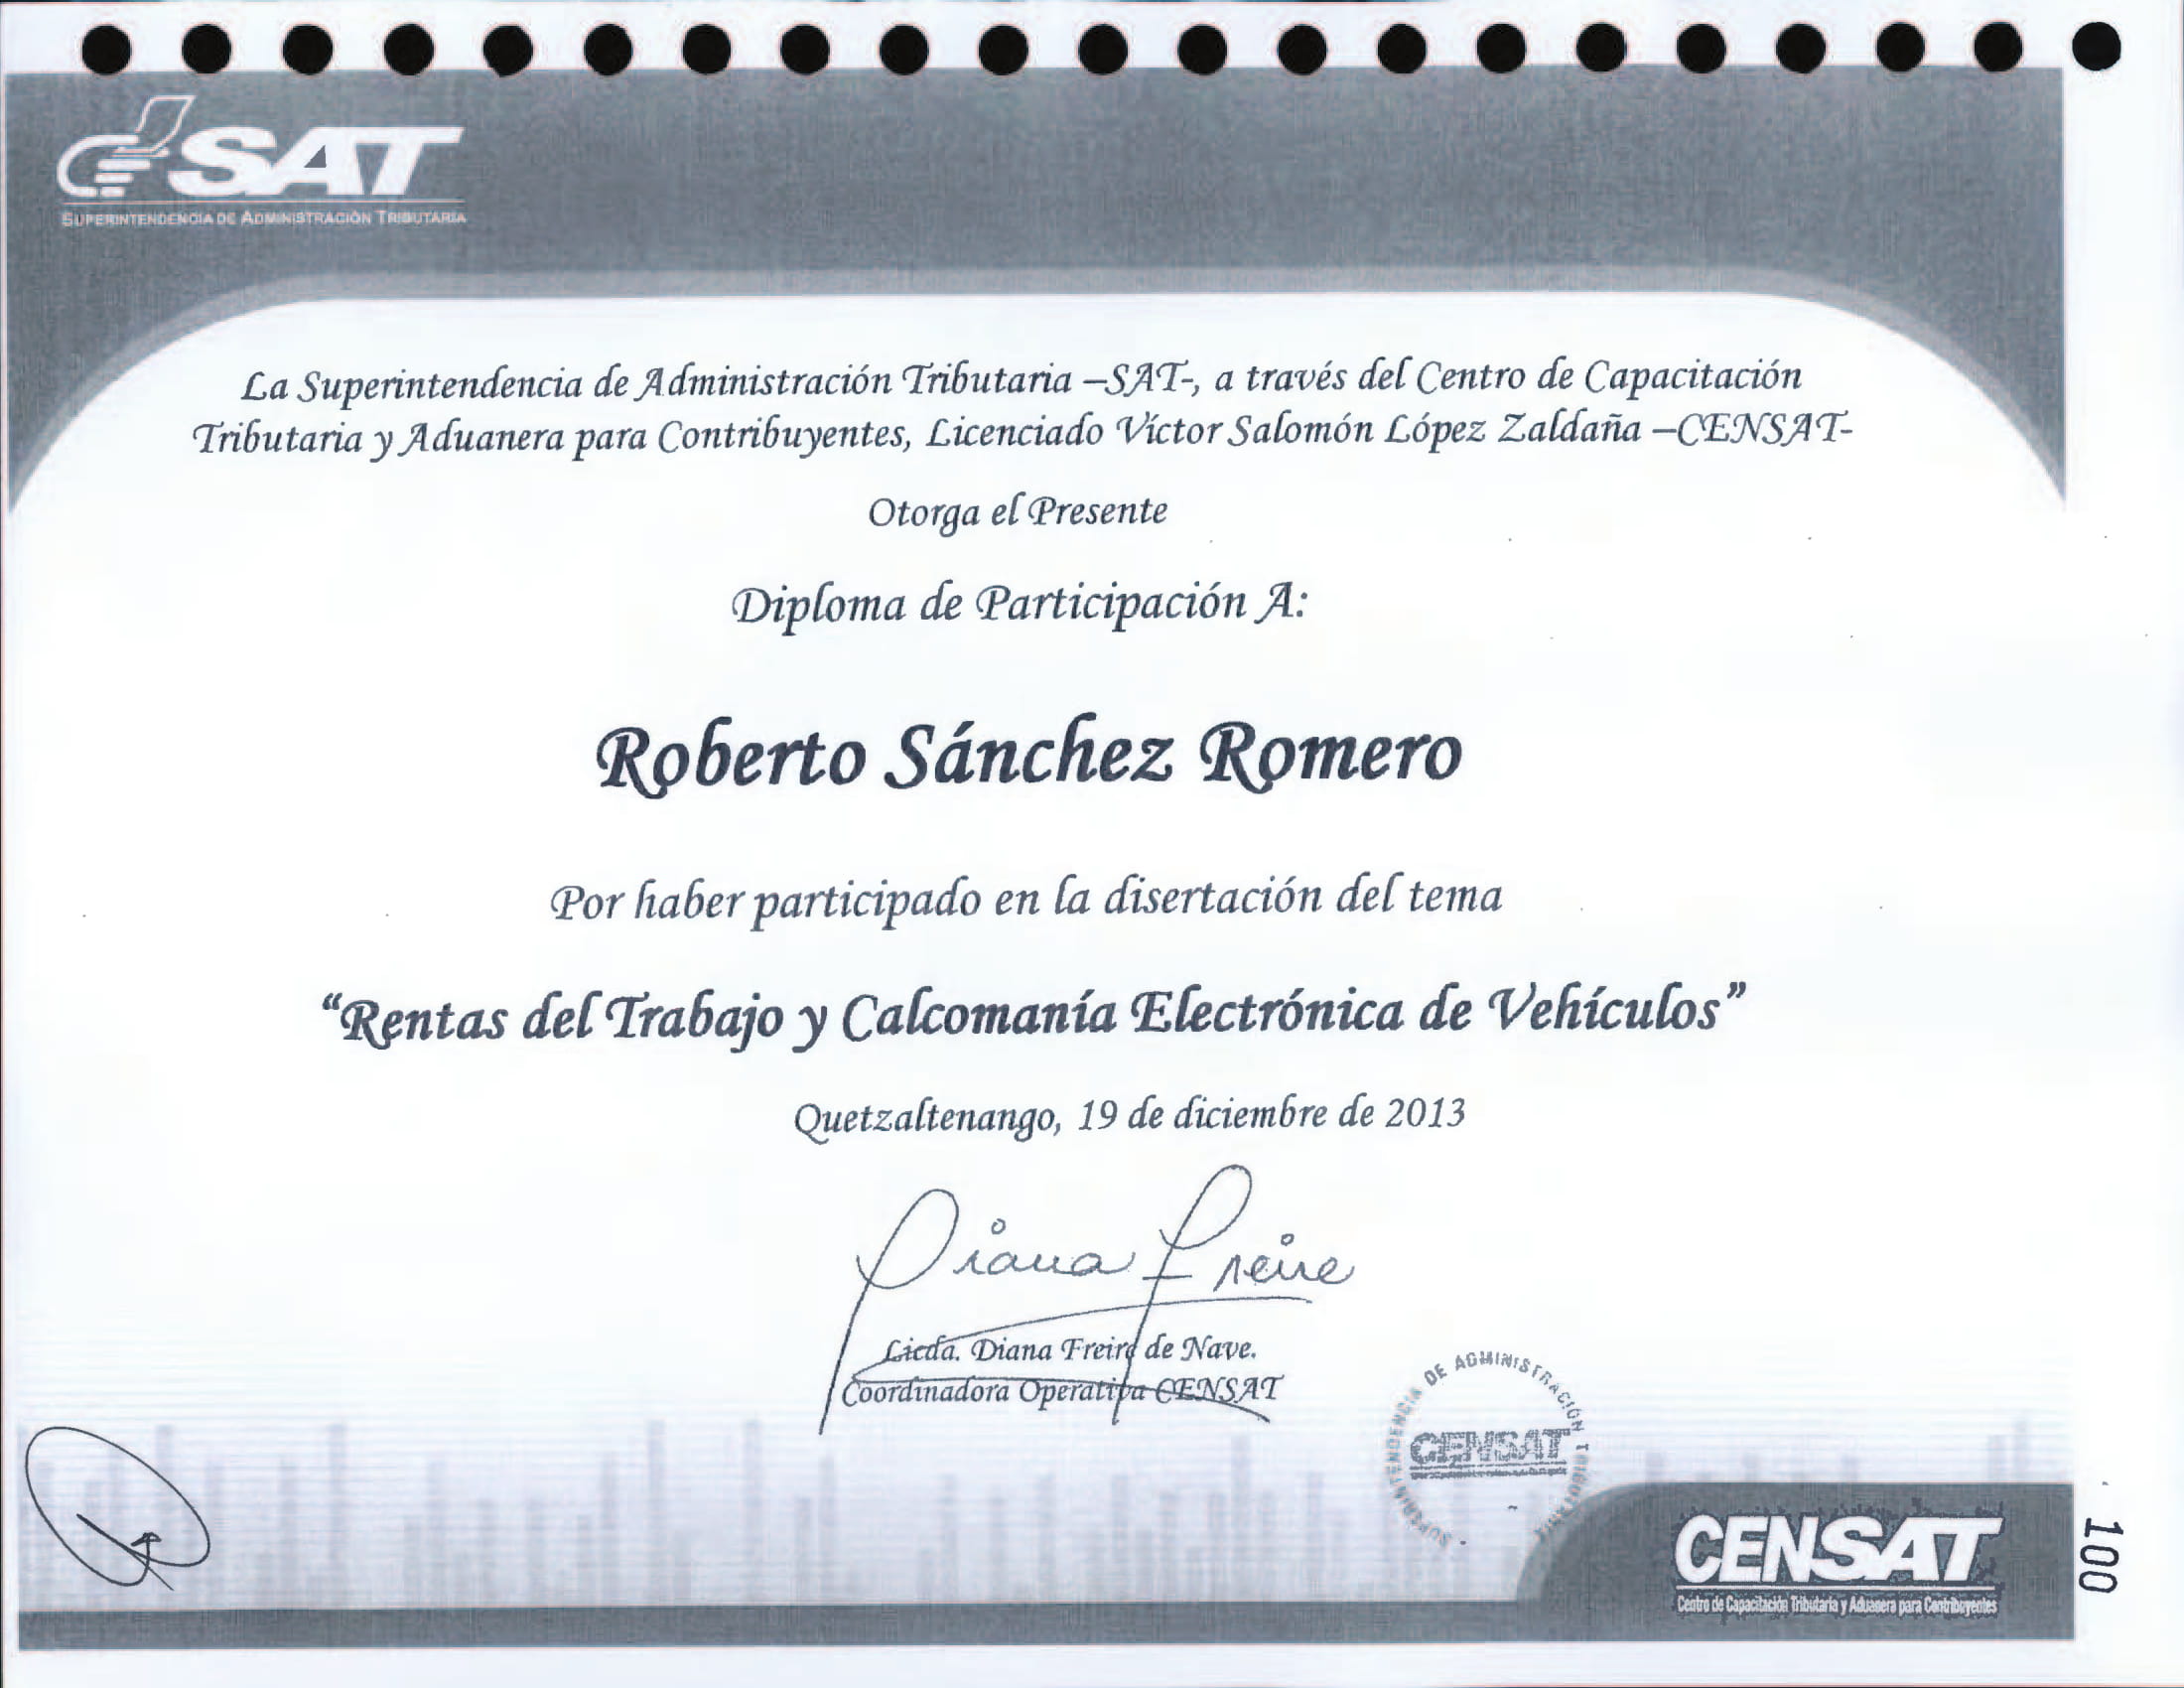 SAT
SUPERINTENDENCIA DE ADMINISTRACIÓN TRIBUTARIA
La Superintendencia de Administración Tributaria –SAT-, a través del Centro de Capacitación
Tributaria y Aduanera para Contribuyentes, Licenciado Víctor Salomón López Zaldaña –CENSAT-
Otorga el Presente
Diploma de Participación A:
Roberto Sánchez Romero
Por haber participado en la disertación del tema
“Rentas del Trabajo y Calcomanía Electrónica de Vehículos”
Quetzaltenango, 19 de diciembre de 2013
Diana Freire
Licda. Diana Freire de Nave.
Coordinadora Operativa CENSAT
SUPERINTENDENCIA DE ADMINISTRACIÓN TRIBUTARIA
CENSAT
CENSAT
Centro de Capacitación Tributaria y Aduanera para Contribuyentes
100